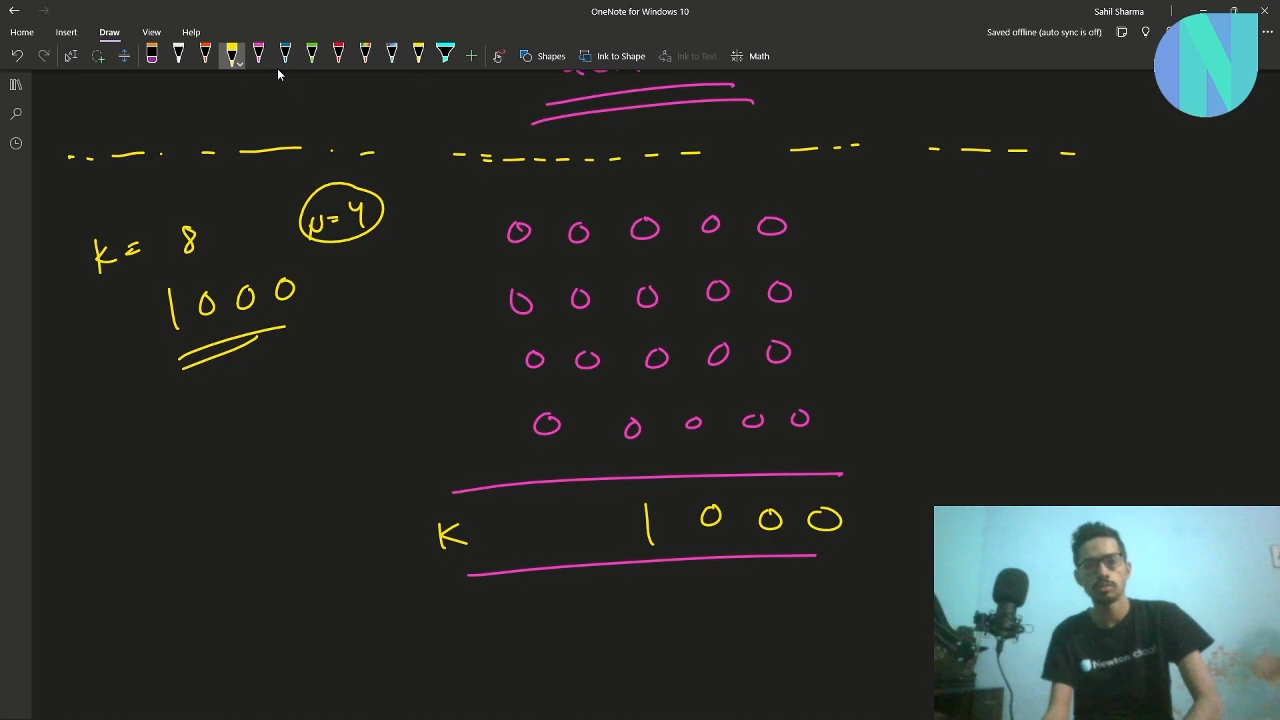 OneNote for Windows 10
Sahil Sharma
Home Insert Draw View Help
Saved offline (auto sync is off)
Shapes Ink to Shape Ink to Text Math
K = 8
N = 4
1 0 0 0
0 0 0 0 0
0 0 0 0 0
0 0 0 0 0
0 0 0 0 0
K 1 0 0 0